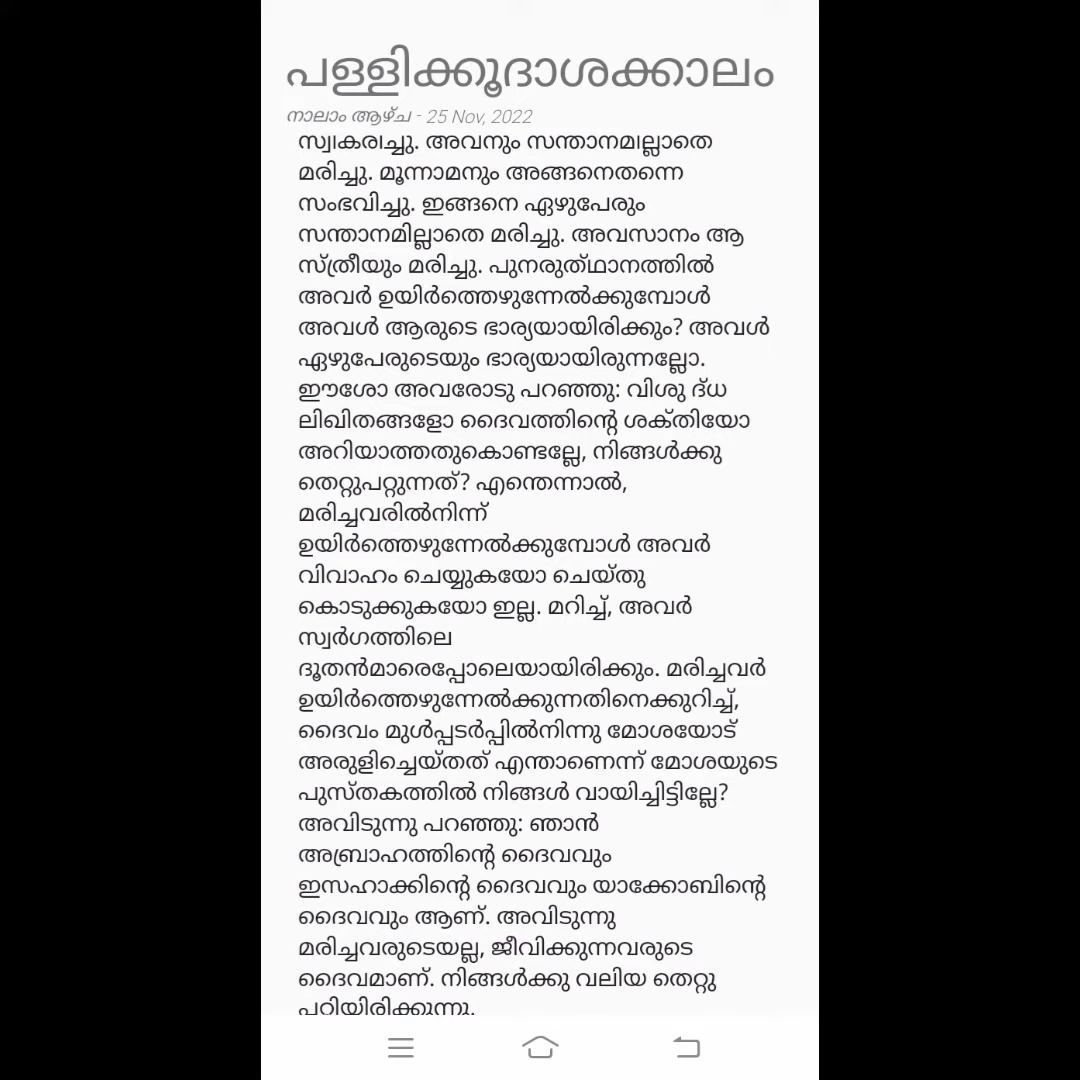 പള്ളിക്കൂദാശക്കാലം
നാലാം ആഴ്ച - 25 Nov, 2022
സ്വീകരിച്ചു. അവനും സന്താനമില്ലാതെ
മരിച്ചു. മൂന്നാമനും അങ്ങനെതന്നെ
സംഭവിച്ചു. ഇങ്ങനെ ഏഴുപേരും
സന്താനമില്ലാതെ മരിച്ചു. അവസാനം ആ
സ്ത്രീയും മരിച്ചു. പുനരുത്ഥാനത്തിൽ
അവർ ഉയിർത്തെഴുന്നേൽക്കുമ്പോൾ
അവൾ ആരുടെ ഭാര്യയായിരിക്കും? അവൾ
ഏഴുപേരുടെയും ഭാര്യയായിരുന്നല്ലോ.
ഈശോ അവരോടു പറഞ്ഞു: വിശു ദ്ധ
ലിഖിതങ്ങളോ ദൈവത്തിന്റെ ശക്തിയോ
അറിയാത്തതുകൊണ്ടല്ലേ, നിങ്ങൾക്കു
തെറ്റുപറ്റുന്നത്? എന്തെന്നാൽ,
മരിച്ചവരിൽനിന്ന്
ഉയിർത്തെഴുന്നേൽക്കുമ്പോൾ അവർ
വിവാഹം ചെയ്യുകയോ ചെയ്തു
കൊടുക്കുകയോ ഇല്ല. മറിച്ച്, അവർ
സ്വർഗത്തിലെ
ദൂതൻമാരെപ്പോലെയായിരിക്കും. മരിച്ചവർ
ഉയിർത്തെഴുന്നേൽക്കുന്നതിനെക്കുറിച്ച്,
ദൈവം മുൾപ്പടർപ്പിൽനിന്നു മോശയോട്
അരുളിച്ചെയ്തത് എന്താണെന്ന് മോശയുടെ
പുസ്തകത്തിൽ നിങ്ങൾ വായിച്ചിട്ടില്ലേ?
അവിടുന്നു പറഞ്ഞു: ഞാൻ
അബ്രാഹത്തിന്റെ ദൈവവും
ഇസഹാക്കിന്റെ ദൈവവും യാക്കോബിന്റെ
ദൈവവും ആണ്. അവിടുന്നു
മരിച്ചവരുടെയല്ല, ജീവിക്കുന്നവരുടെ
ദൈവമാണ്. നിങ്ങൾക്കു വലിയ തെറ്റു
പറ്റിയിരിക്കുന്നു.